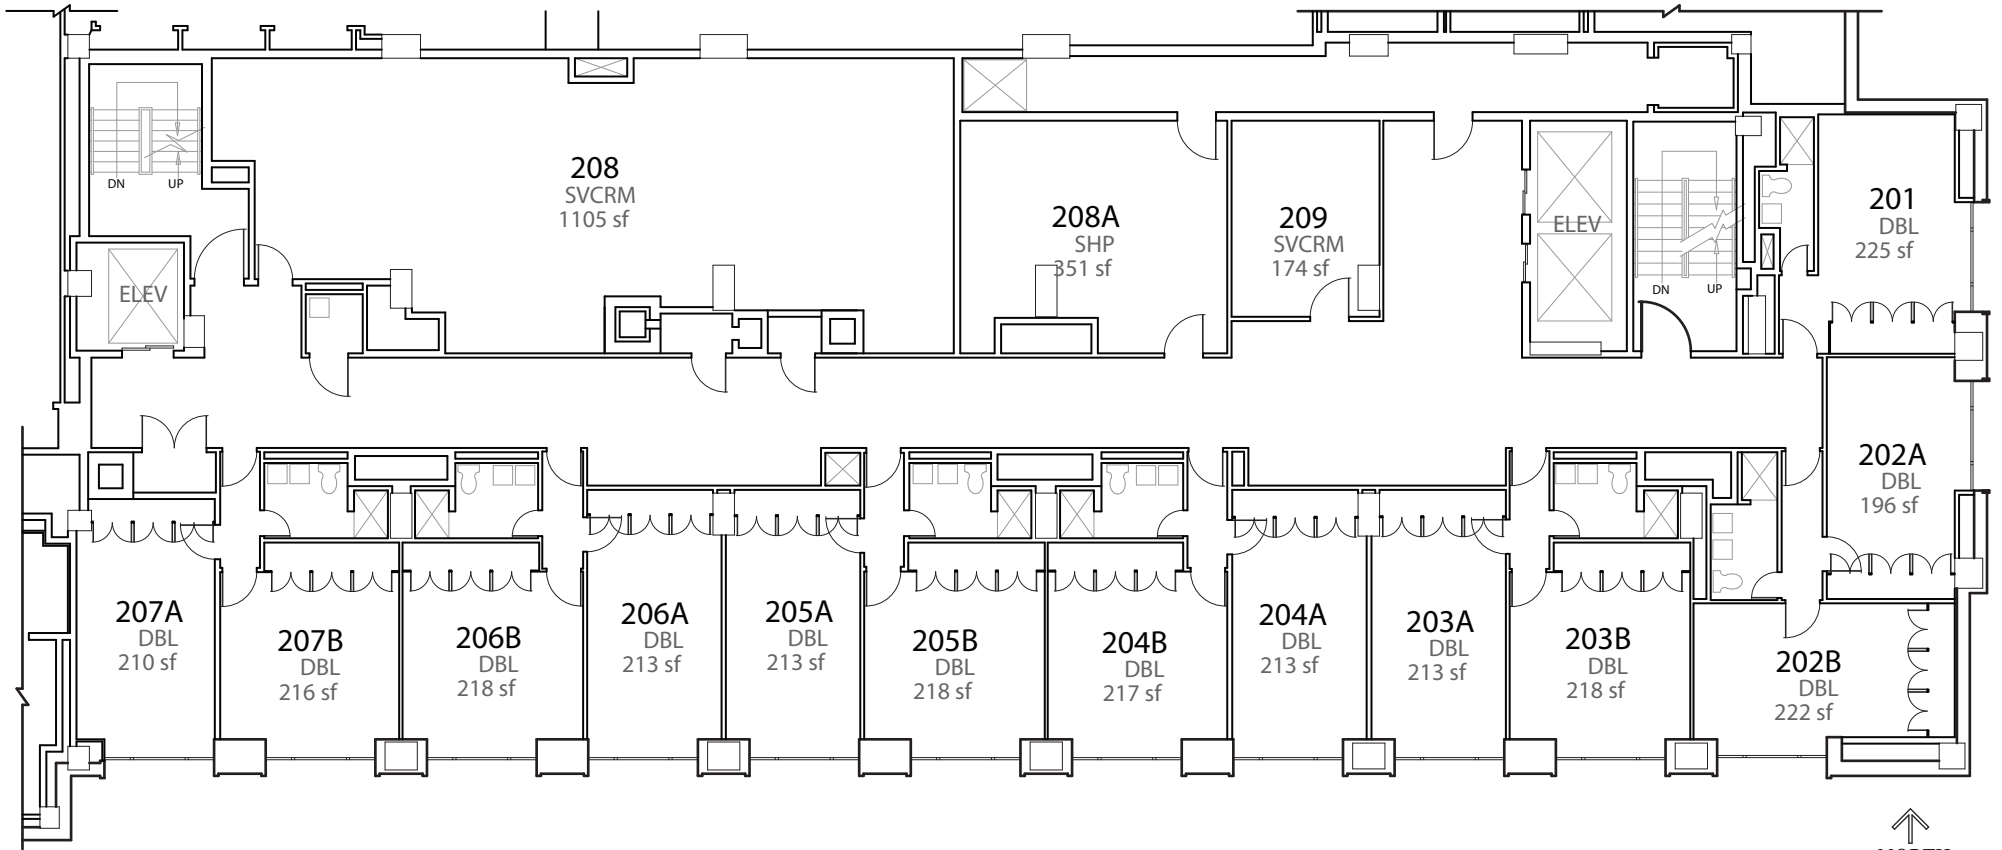 208
SVCRM
1105 sf
DN
UP
ELEV
208A
SHP
351 sf
209
SVCRM
174 sf
ELEV
DN
UP
201
DBL
225 sf
202A
DBL
196 sf
207A
DBL
210 sf
207B
DBL
216 sf
206B
DBL
218 sf
206A
DBL
213 sf
205A
DBL
213 sf
205B
DBL
218 sf
204B
DBL
217 sf
204A
DBL
213 sf
203A
DBL
213 sf
203B
DBL
218 sf
202B
DBL
222 sf